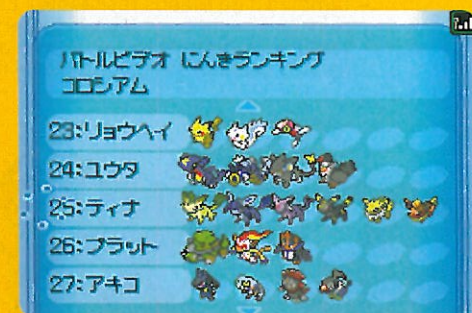 バトルビデオ にんきランキング
コロシアム
23:リョウヘイ
24:ユウタ
25:ティナ
26:プラット
27:アキコ